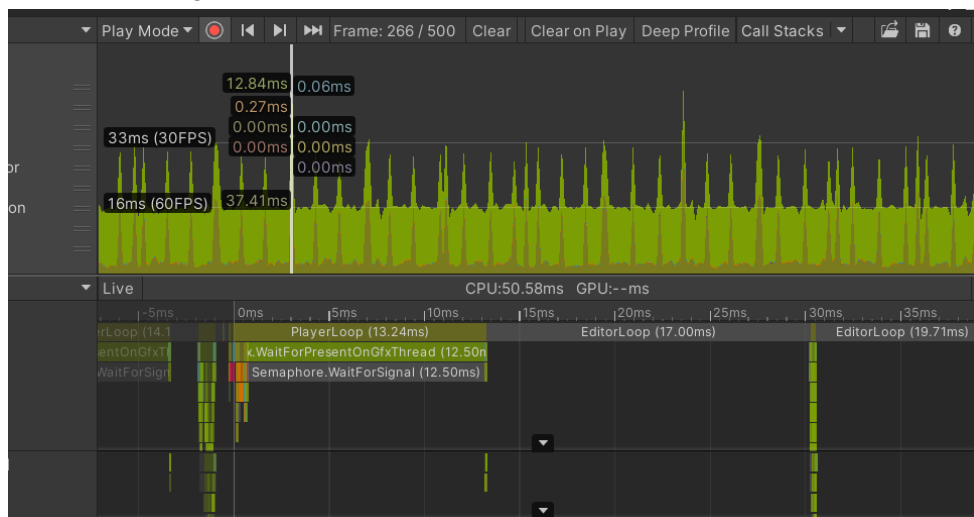 Play Mode Frame: 266 / 500 Clear Clear on Play Deep Profile Call Stacks
12.84ms 0.06ms
0.27ms
33ms (30FPS) 0.00ms 0.00ms
0.00ms 0.00ms
or 0.00ms
on 16ms (60FPS) 37.41ms
Live CPU:50.58ms GPU:--ms
-5ms 0ms 5ms 10ms 15ms 20ms 25ms 30ms 35ms
erLoop (14.1 PlayerLoop (13.24ms) EditorLoop (17.00ms) EditorLoop (19.71ms)
sentOnGfxT k.WaitForPresentOnGfxThread (12.50n
WaitForSign Semaphore.WaitForSignal (12.50ms)